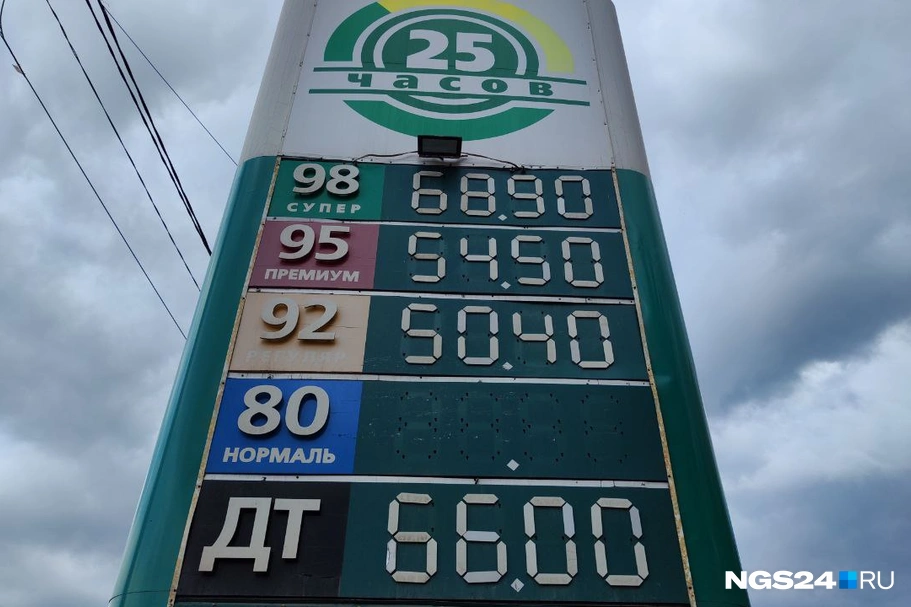 25
часов
98 68.90
СУПЕР
95 54.50
ПРЕМИУМ
92 50.40
РЕГУЛЯР
80
НОРМАЛЬ
ДТ 66.00
NGS24.RU